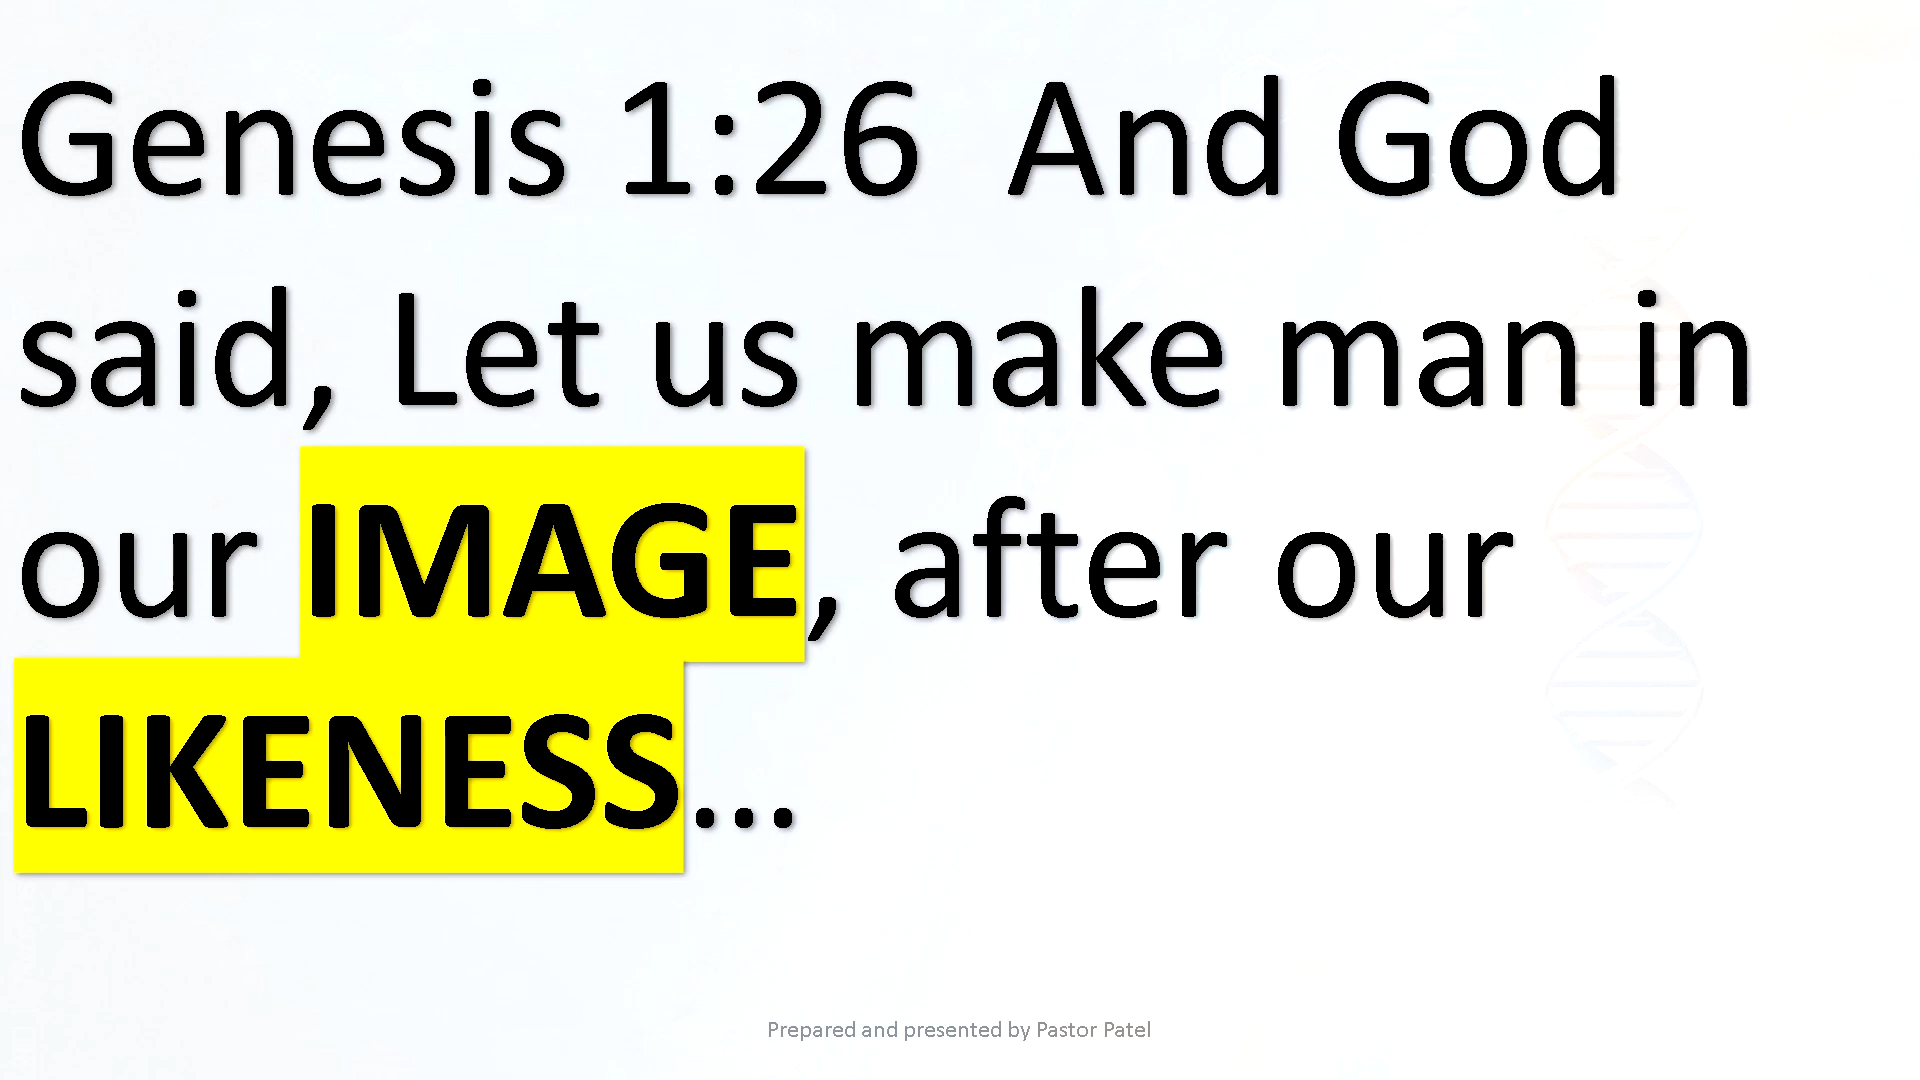 Genesis 1:26  And God
said, Let us make man in
our IMAGE, after our
LIKENESS...
Prepared and presented by Pastor Patel